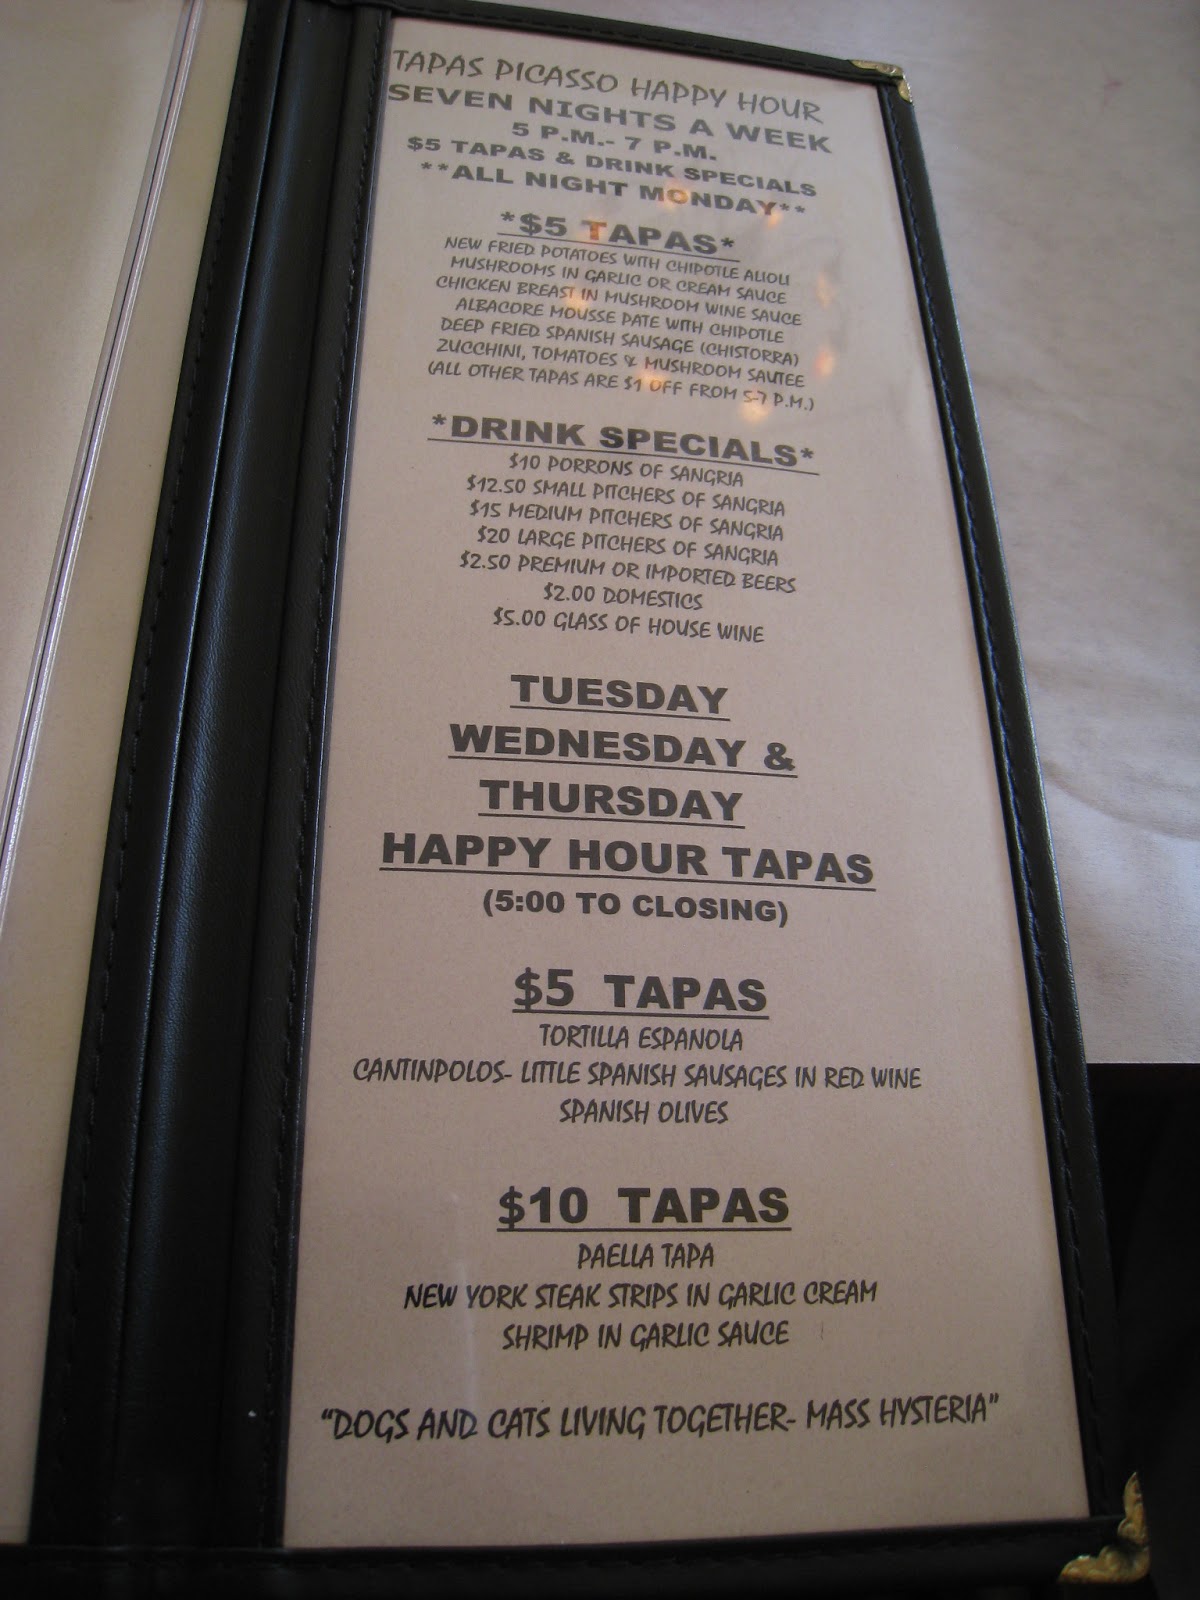 TAPAS PICASSO HAPPY HOUR
SEVEN NIGHTS A WEEK
5 P.M.- 7 P.M.
$5 TAPAS & DRINK SPECIALS
**ALL NIGHT MONDAY**
*$5 TAPAS*
NEW FRIED POTATOES WITH CHIPOTLE ALIOLI
MUSHROOMS IN GARLIC OR CREAM SAUCE
CHICKEN BREAST IN MUSHROOM WINE SAUCE
ALBACORE MOUSSE PATE WITH CHIPOTLE
DEEP FRIED SPANISH SAUSAGE (CHISTORRA)
ZUCCHINI, TOMATOES & MUSHROOM SAUTEE
(ALL OTHER TAPAS ARE $1 OFF FROM 5-7 P.M.)
*DRINK SPECIALS*
$10 PORRONS OF SANGRIA
$12.50 SMALL PITCHERS OF SANGRIA
$15 MEDIUM PITCHERS OF SANGRIA
$20 LARGE PITCHERS OF SANGRIA
$2.50 PREMIUM OR IMPORTED BEERS
$2.00 DOMESTICS
$5.00 GLASS OF HOUSE WINE
TUESDAY
WEDNESDAY &
THURSDAY
HAPPY HOUR TAPAS
(5:00 TO CLOSING)
$5 TAPAS
TORTILLA ESPANOLA
CANTINPOLOS- LITTLE SPANISH SAUSAGES IN RED WINE
SPANISH OLIVES
$10 TAPAS
PAELLA TAPA
NEW YORK STEAK STRIPS IN GARLIC CREAM
SHRIMP IN GARLIC SAUCE
"DOGS AND CATS LIVING TOGETHER- MASS HYSTERIA"